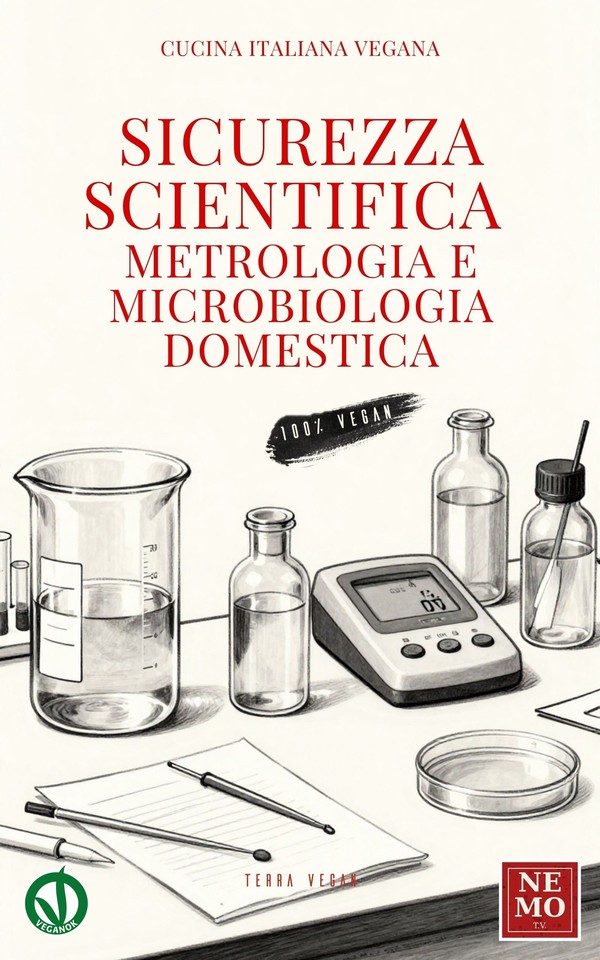 CUCINA ITALIANA VEGANA
SICUREZZA
SCIENTIFICA
METROLOGIA E
MICROBIOLOGIA
DOMESTICA
100% VEGAN
TERRA VEGAN
VEGANOK
NE
MO
T.V.